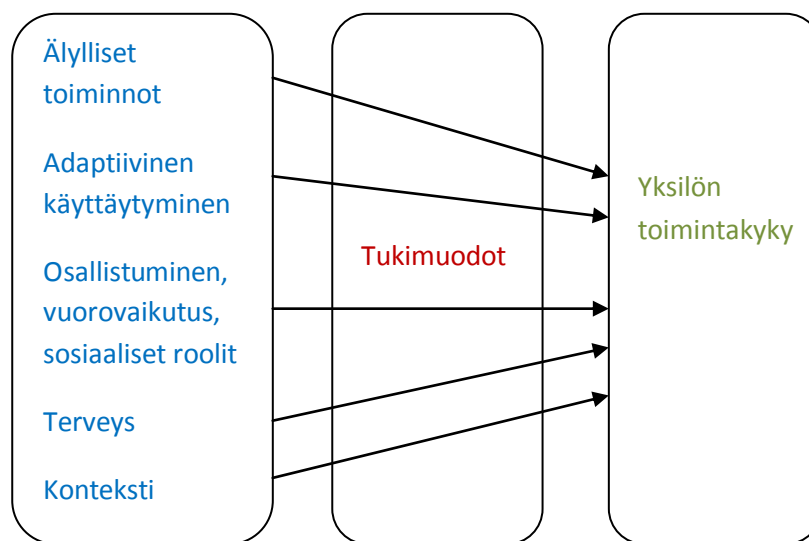 Älylliset
toiminnot
Adaptiivinen
käyttäytyminen
Osallistuminen,
vuorovaikutus,
sosiaaliset roolit
Terveys
Konteksti
Tukimuodot
Yksilön
toimintakyky